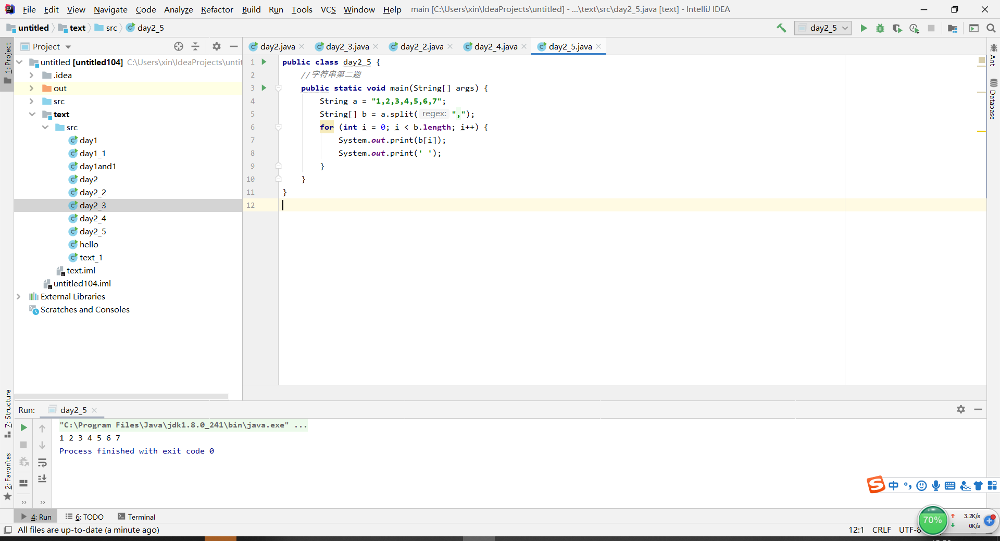 File Edit View Navigate Code Analyze Refactor Build Run Tools VCS Window Help main [C:\Users\xin\IdeaProjects\untitled] - ...\text\src\day2_5.java [text] - IntelliJ IDEA
untitled text src day2_5
day2_5
1: Project
Project
day2.java day2_3.java day2_2.java day2_4.java day2_5.java
untitled [untitled104] C:\Users\xin\IdeaProjects\untit
.idea
out
src
text
src
day1
day1_1
day1and1
day2
day2_2
day2_3
day2_4
day2_5
hello
text_1
text.iml
untitled104.iml
External Libraries
Scratches and Consoles
1 public class day2_5 {
2 //字符串第二题
3 public static void main(String[] args) {
4 String a = "1,2,3,4,5,6,7";
5 String[] b = a.split( regex: ",");
6 for (int i = 0; i < b.length; i++) {
7 System.out.print(b[i]);
8 System.out.print(' ');
9 }
10 }
11 }
12
Ant
Database
7: Structure
2: Favorites
Run: day2_5
"C:\Program Files\Java\jdk1.8.0_241\bin\java.exe" ...
1 2 3 4 5 6 7
Process finished with exit code 0
中
4: Run 6: TODO Terminal
70% 3.2K/s
0K/s
All files are up-to-date (a minute ago) 12:1 CRLF UTF-8